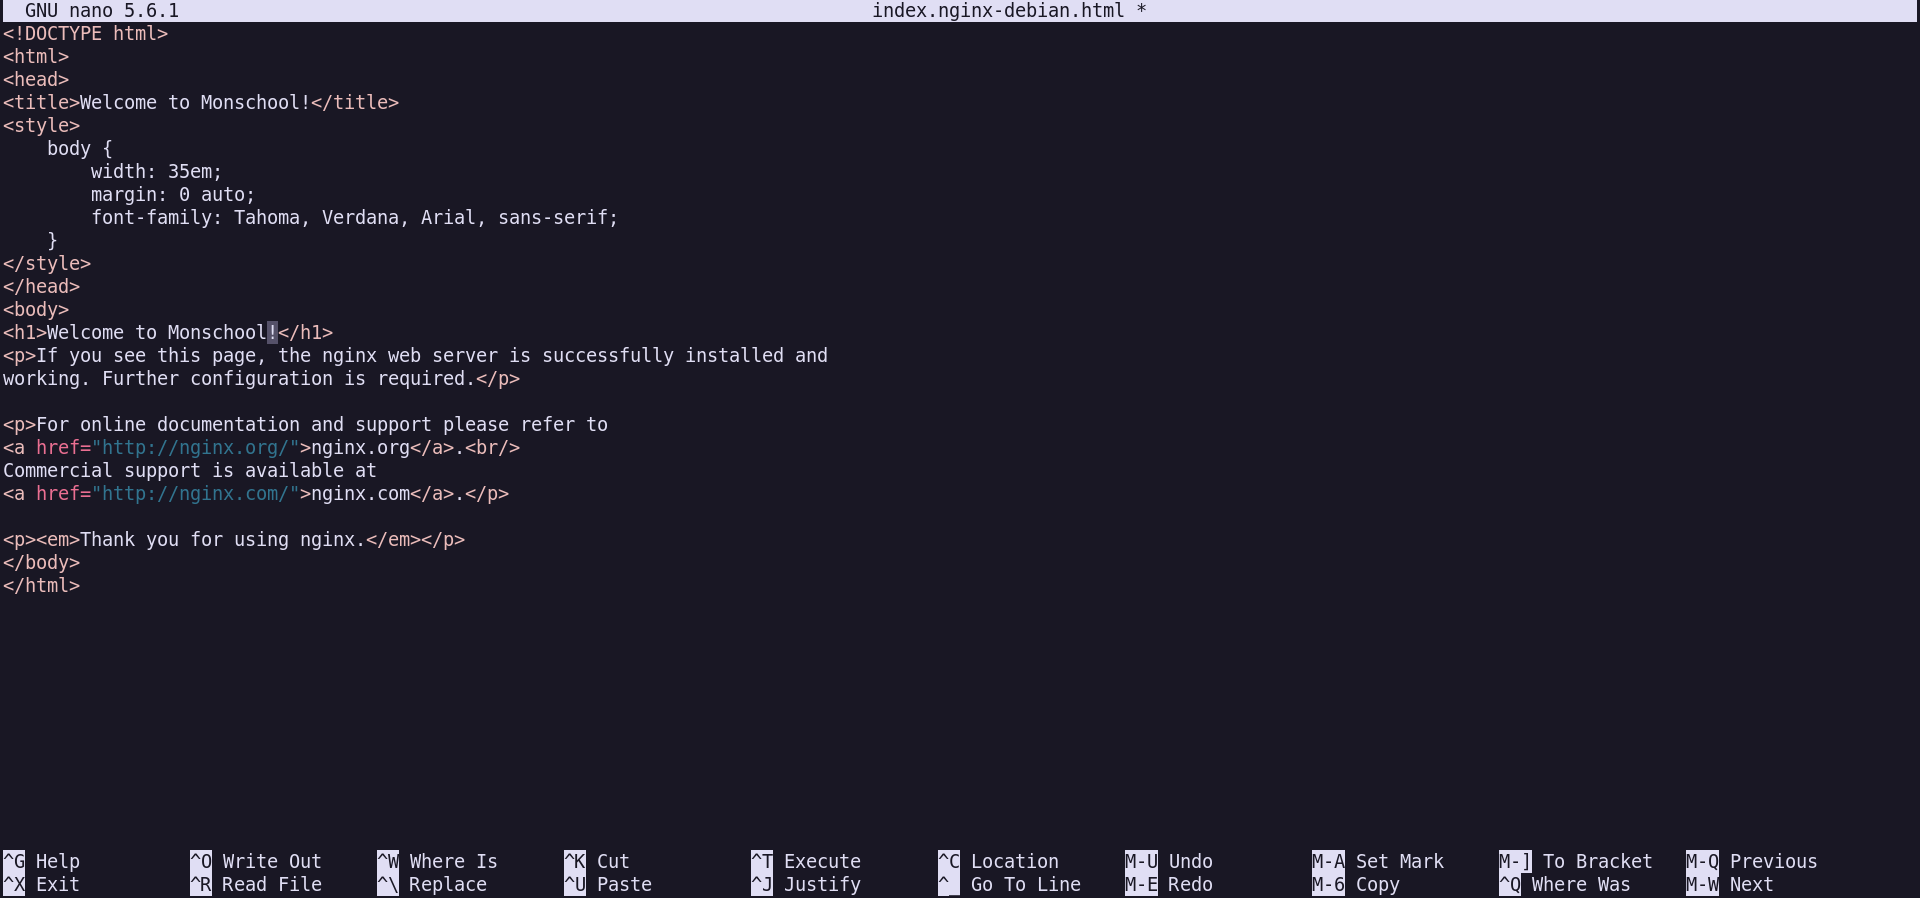 GNU nano 5.6.1 index.nginx-debian.html *
<!DOCTYPE html>
<html>
<head>
<title>Welcome to Monschool!</title>
<style>
    body {
        width: 35em;
        margin: 0 auto;
        font-family: Tahoma, Verdana, Arial, sans-serif;
    }
</style>
</head>
<body>
<h1>Welcome to Monschool!</h1>
<p>If you see this page, the nginx web server is successfully installed and
working. Further configuration is required.</p>

<p>For online documentation and support please refer to
<a href="http://nginx.org/">nginx.org</a>.<br/>
Commercial support is available at
<a href="http://nginx.com/">nginx.com</a>.</p>

<p><em>Thank you for using nginx.</em></p>
</body>
</html>
^G Help ^O Write Out ^W Where Is ^K Cut ^T Execute ^C Location M-U Undo M-A Set Mark M-] To Bracket M-Q Previous
^X Exit ^R Read File ^\ Replace ^U Paste ^J Justify ^_ Go To Line M-E Redo M-6 Copy ^Q Where Was M-W Next